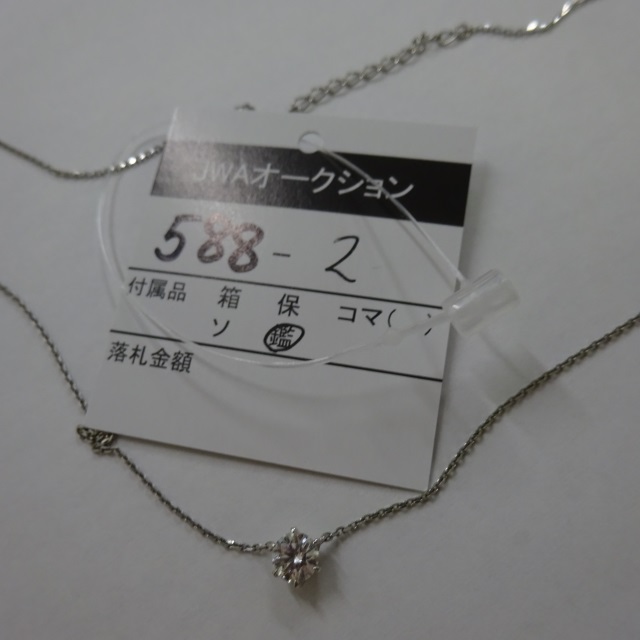 JWAオークション
588-2
付属品 箱 保 コマ( )
ソ 鑑
落札金額